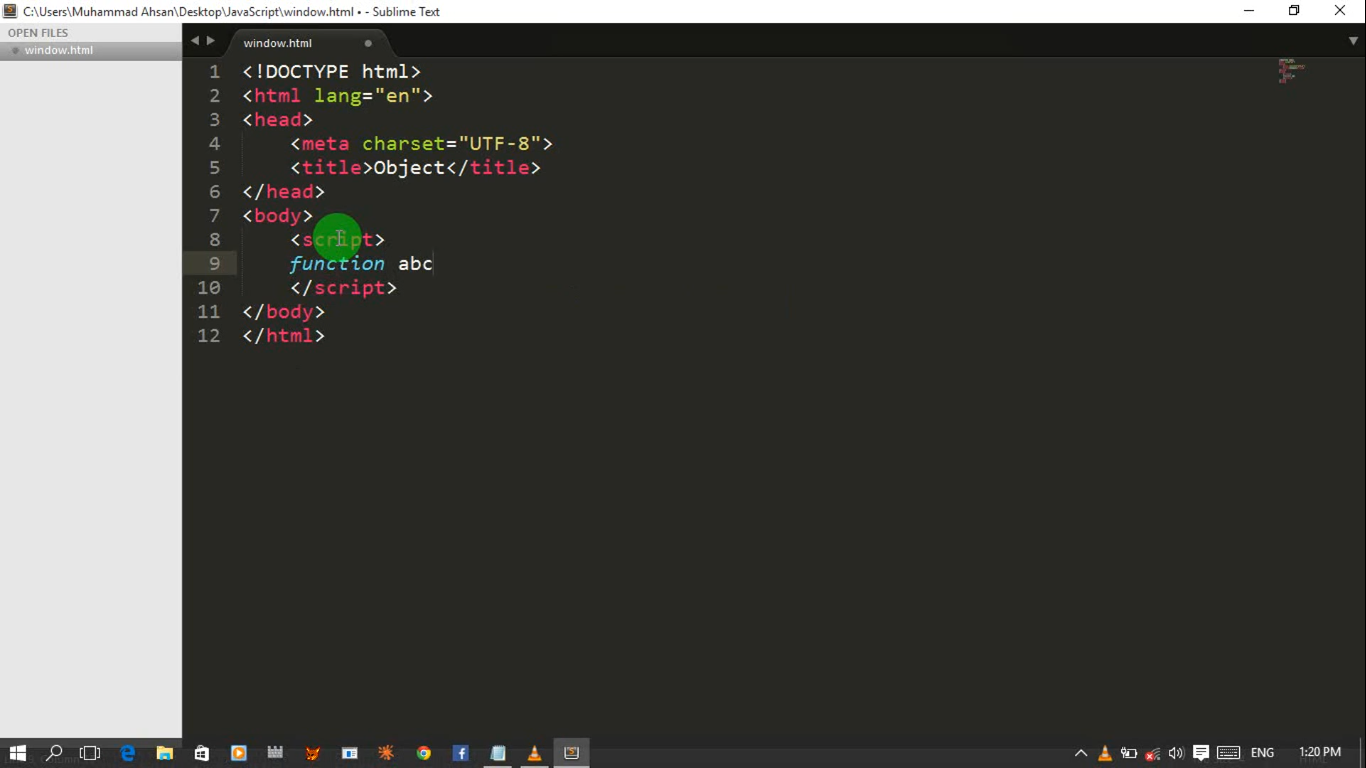 C:\Users\Muhammad Ahsan\Desktop\JavaScript\window.html • - Sublime Text
OPEN FILES
window.html
window.html
1 <!DOCTYPE html>
2 <html lang="en">
3 <head>
4 <meta charset="UTF-8">
5 <title>Object</title>
6 </head>
7 <body>
8 <script>
9 function abc
10 </script>
11 </body>
12 </html>
ENG
1:20 PM